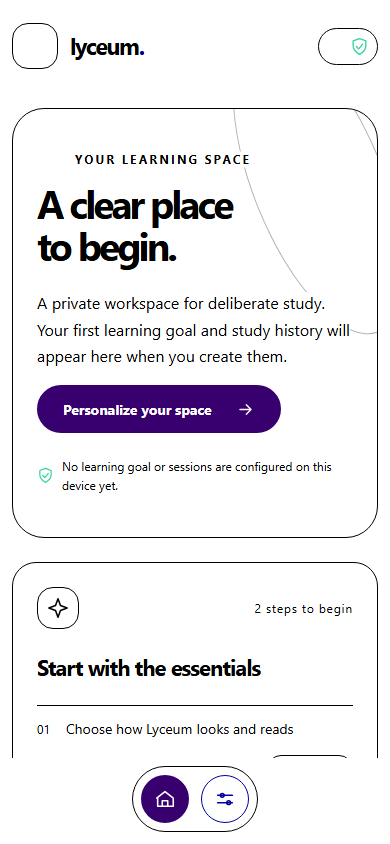 lyceum.
YOUR LEARNING SPACE
A clear place
to begin.
A private workspace for deliberate study.
Your first learning goal and study history will
appear here when you create them.
Personalize your space
No learning goal or sessions are configured on this
device yet.
2 steps to begin
Start with the essentials
01 Choose how Lyceum looks and reads